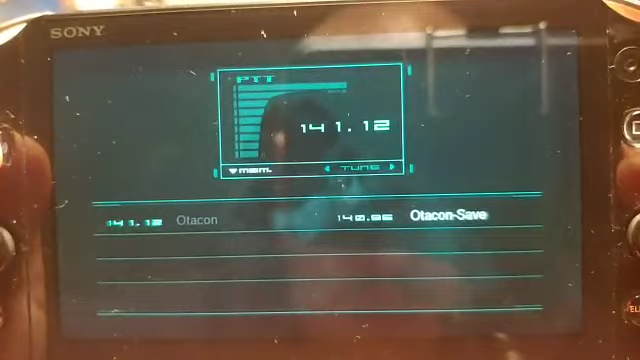 SONY
PTT
141.12
MEM.
TUNE
141.12 Otacon 140.96 Otacon-Save